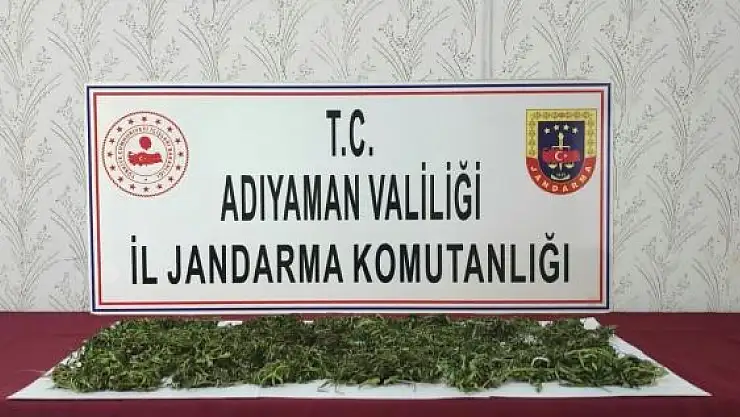 T.C.
ADIYAMAN VALİLİĞİ
İL JANDARMA KOMUTANLIĞI
JANDARMA